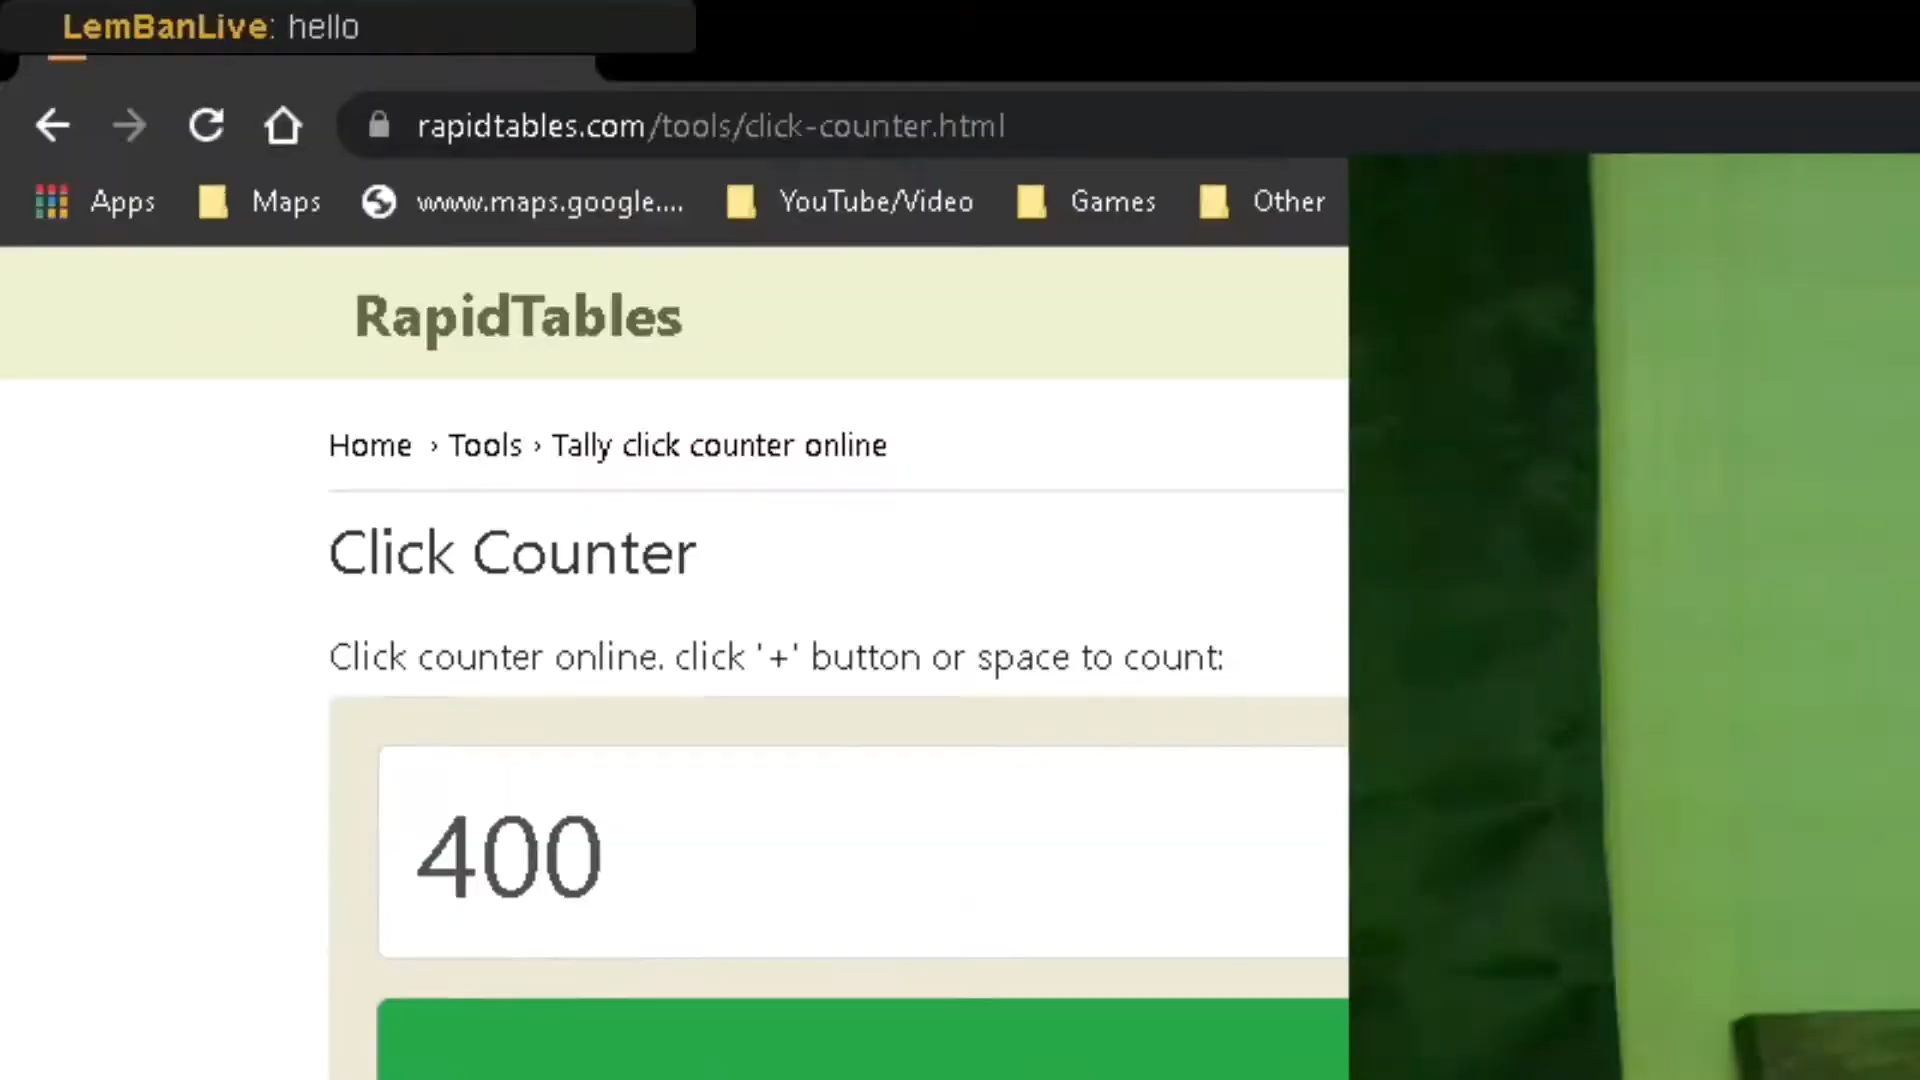 LemBanLive: hello
rapidtables.com/tools/click-counter.html
Apps Maps www.maps.google.... YouTube/Video Games Other
RapidTables
Home › Tools › Tally click counter online
Click Counter
Click counter online. click '+' button or space to count:
400